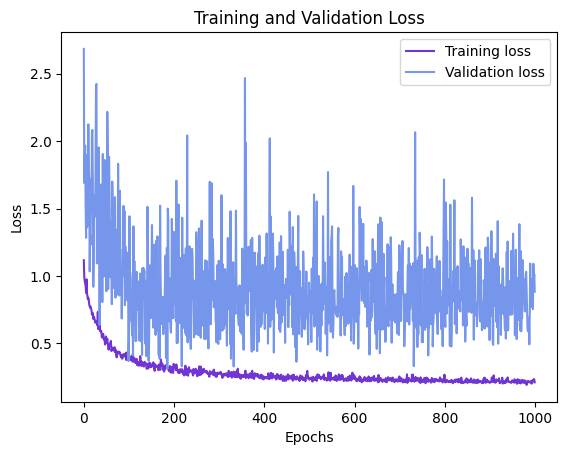 Training and Validation Loss
Training loss
Validation loss
2.5
2.0
1.5
1.0
0.5
Loss
0 200 400 600 800 1000
Epochs